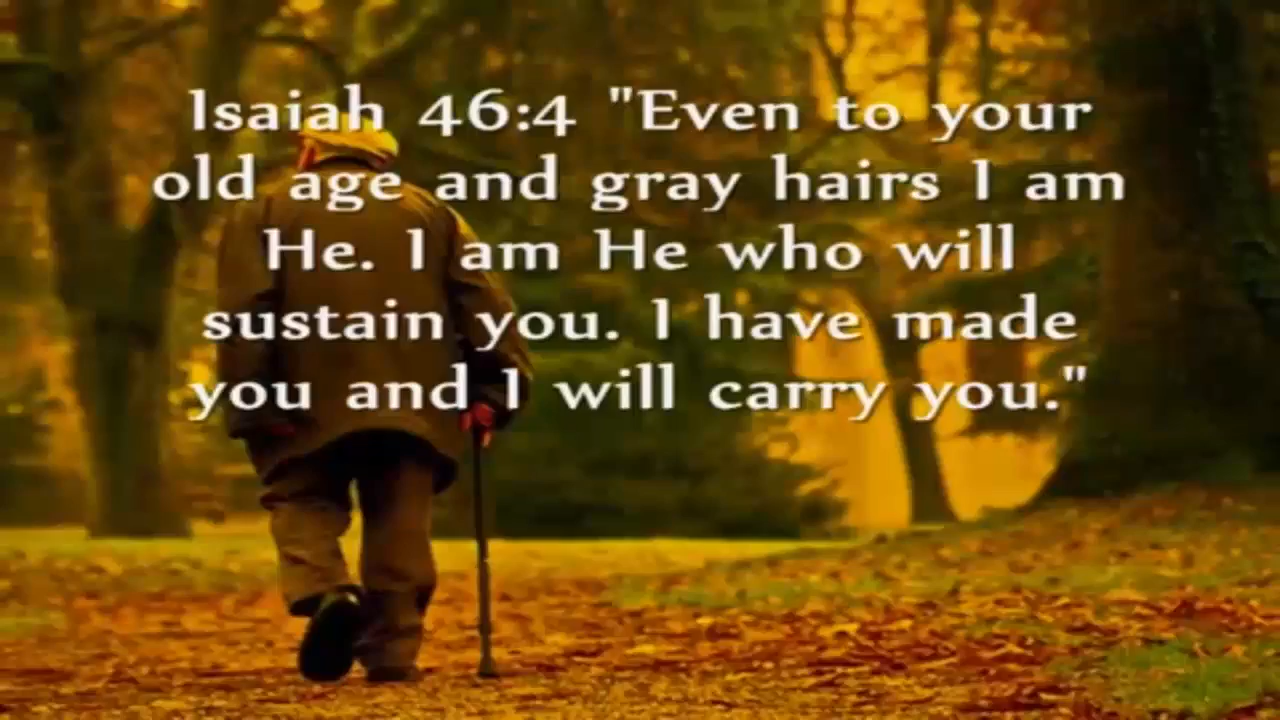 Isaiah 46:4 "Even to your
old age and gray hairs I am
He. I am He who will
sustain you. I have made
you and I will carry you."